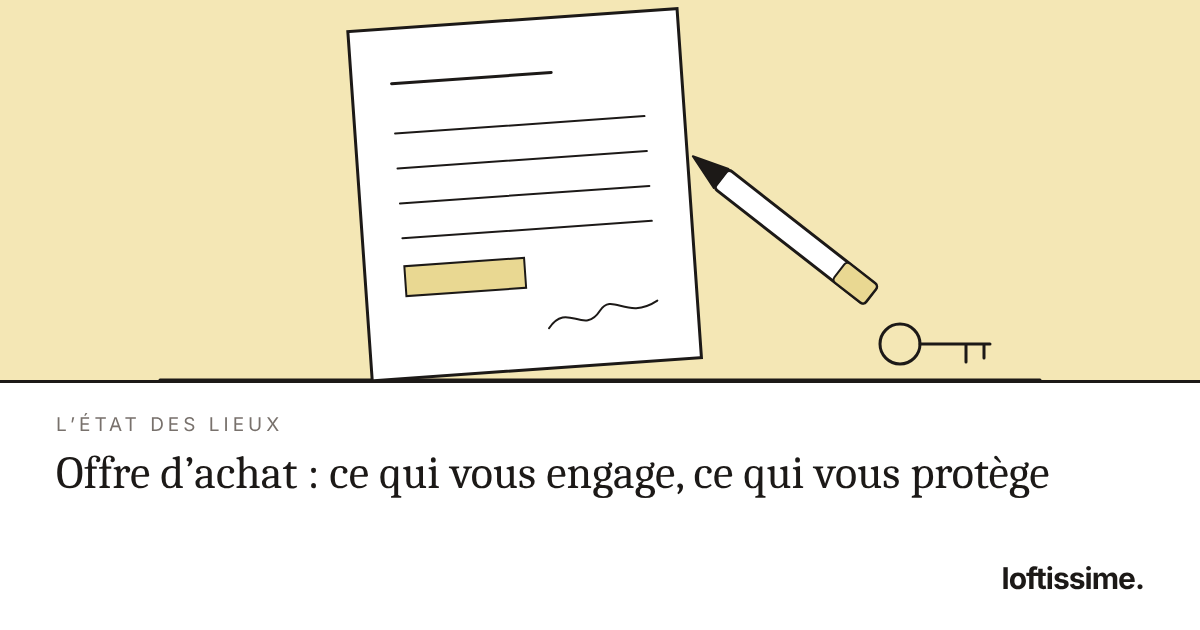 L’ÉTAT DES LIEUX
Offre d’achat : ce qui vous engage, ce qui vous protège
loftissime.